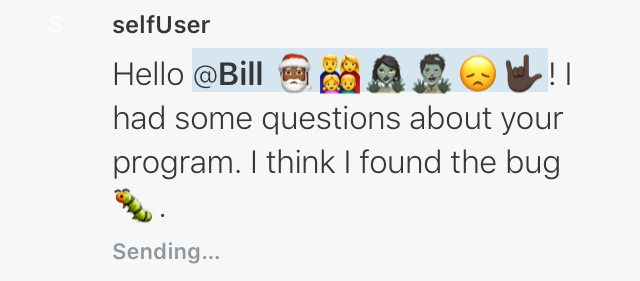 S
selfUser
Hello @Bill 🎅🏾👨‍👩‍👧‍👧🧟‍♀️🧟‍♂️😞🤟🏿! I
had some questions about your
program. I think I found the bug
🐛.
Sending...